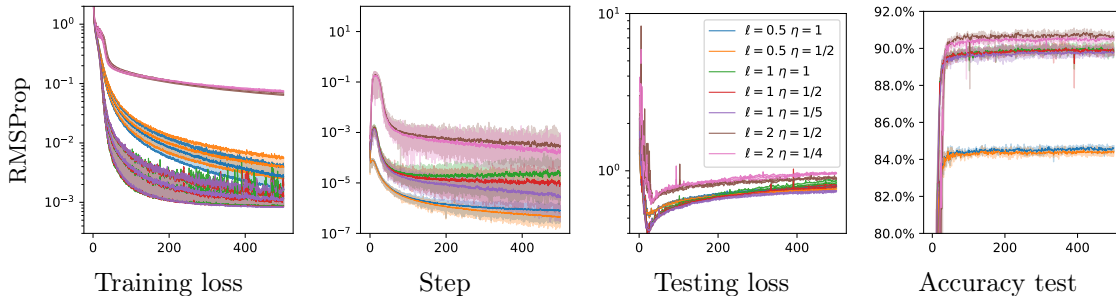 RMSProp
10^0
10^{-1}
10^{-2}
10^{-3}
0
200
400
Training loss
10^1
10^{-1}
10^{-3}
10^{-5}
10^{-7}
0
200
400
Step
10^1
10^0
0
200
400
ℓ = 0.5 η = 1
ℓ = 0.5 η = 1/2
ℓ = 1 η = 1
ℓ = 1 η = 1/2
ℓ = 1 η = 1/5
ℓ = 2 η = 1/2
ℓ = 2 η = 1/4
Testing loss
92.0%
90.0%
88.0%
86.0%
84.0%
82.0%
80.0%
0
200
400
Accuracy test